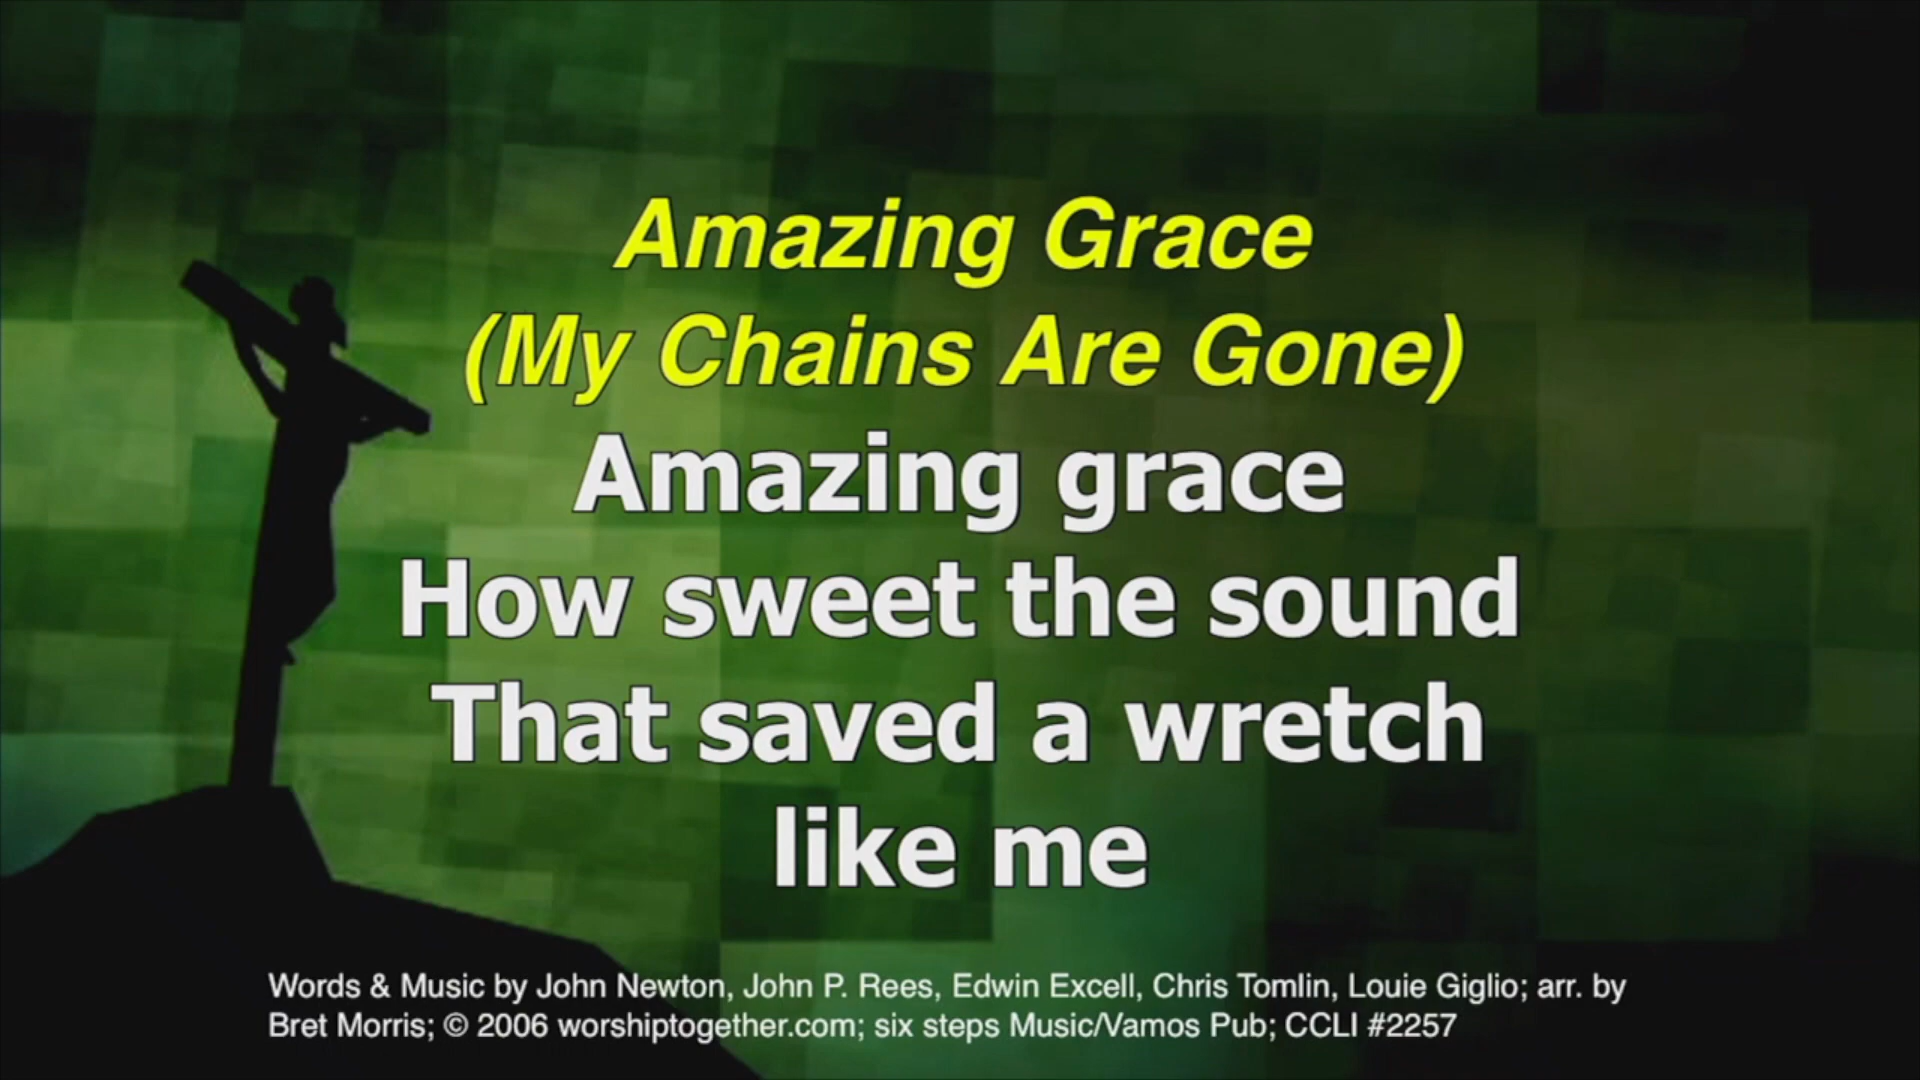 Amazing Grace
(My Chains Are Gone)
Amazing grace
How sweet the sound
That saved a wretch
like me
Words & Music by John Newton, John P. Rees, Edwin Excell, Chris Tomlin, Louie Giglio; arr. by
Bret Morris; © 2006 worshiptogether.com; six steps Music/Vamos Pub; CCLI #2257